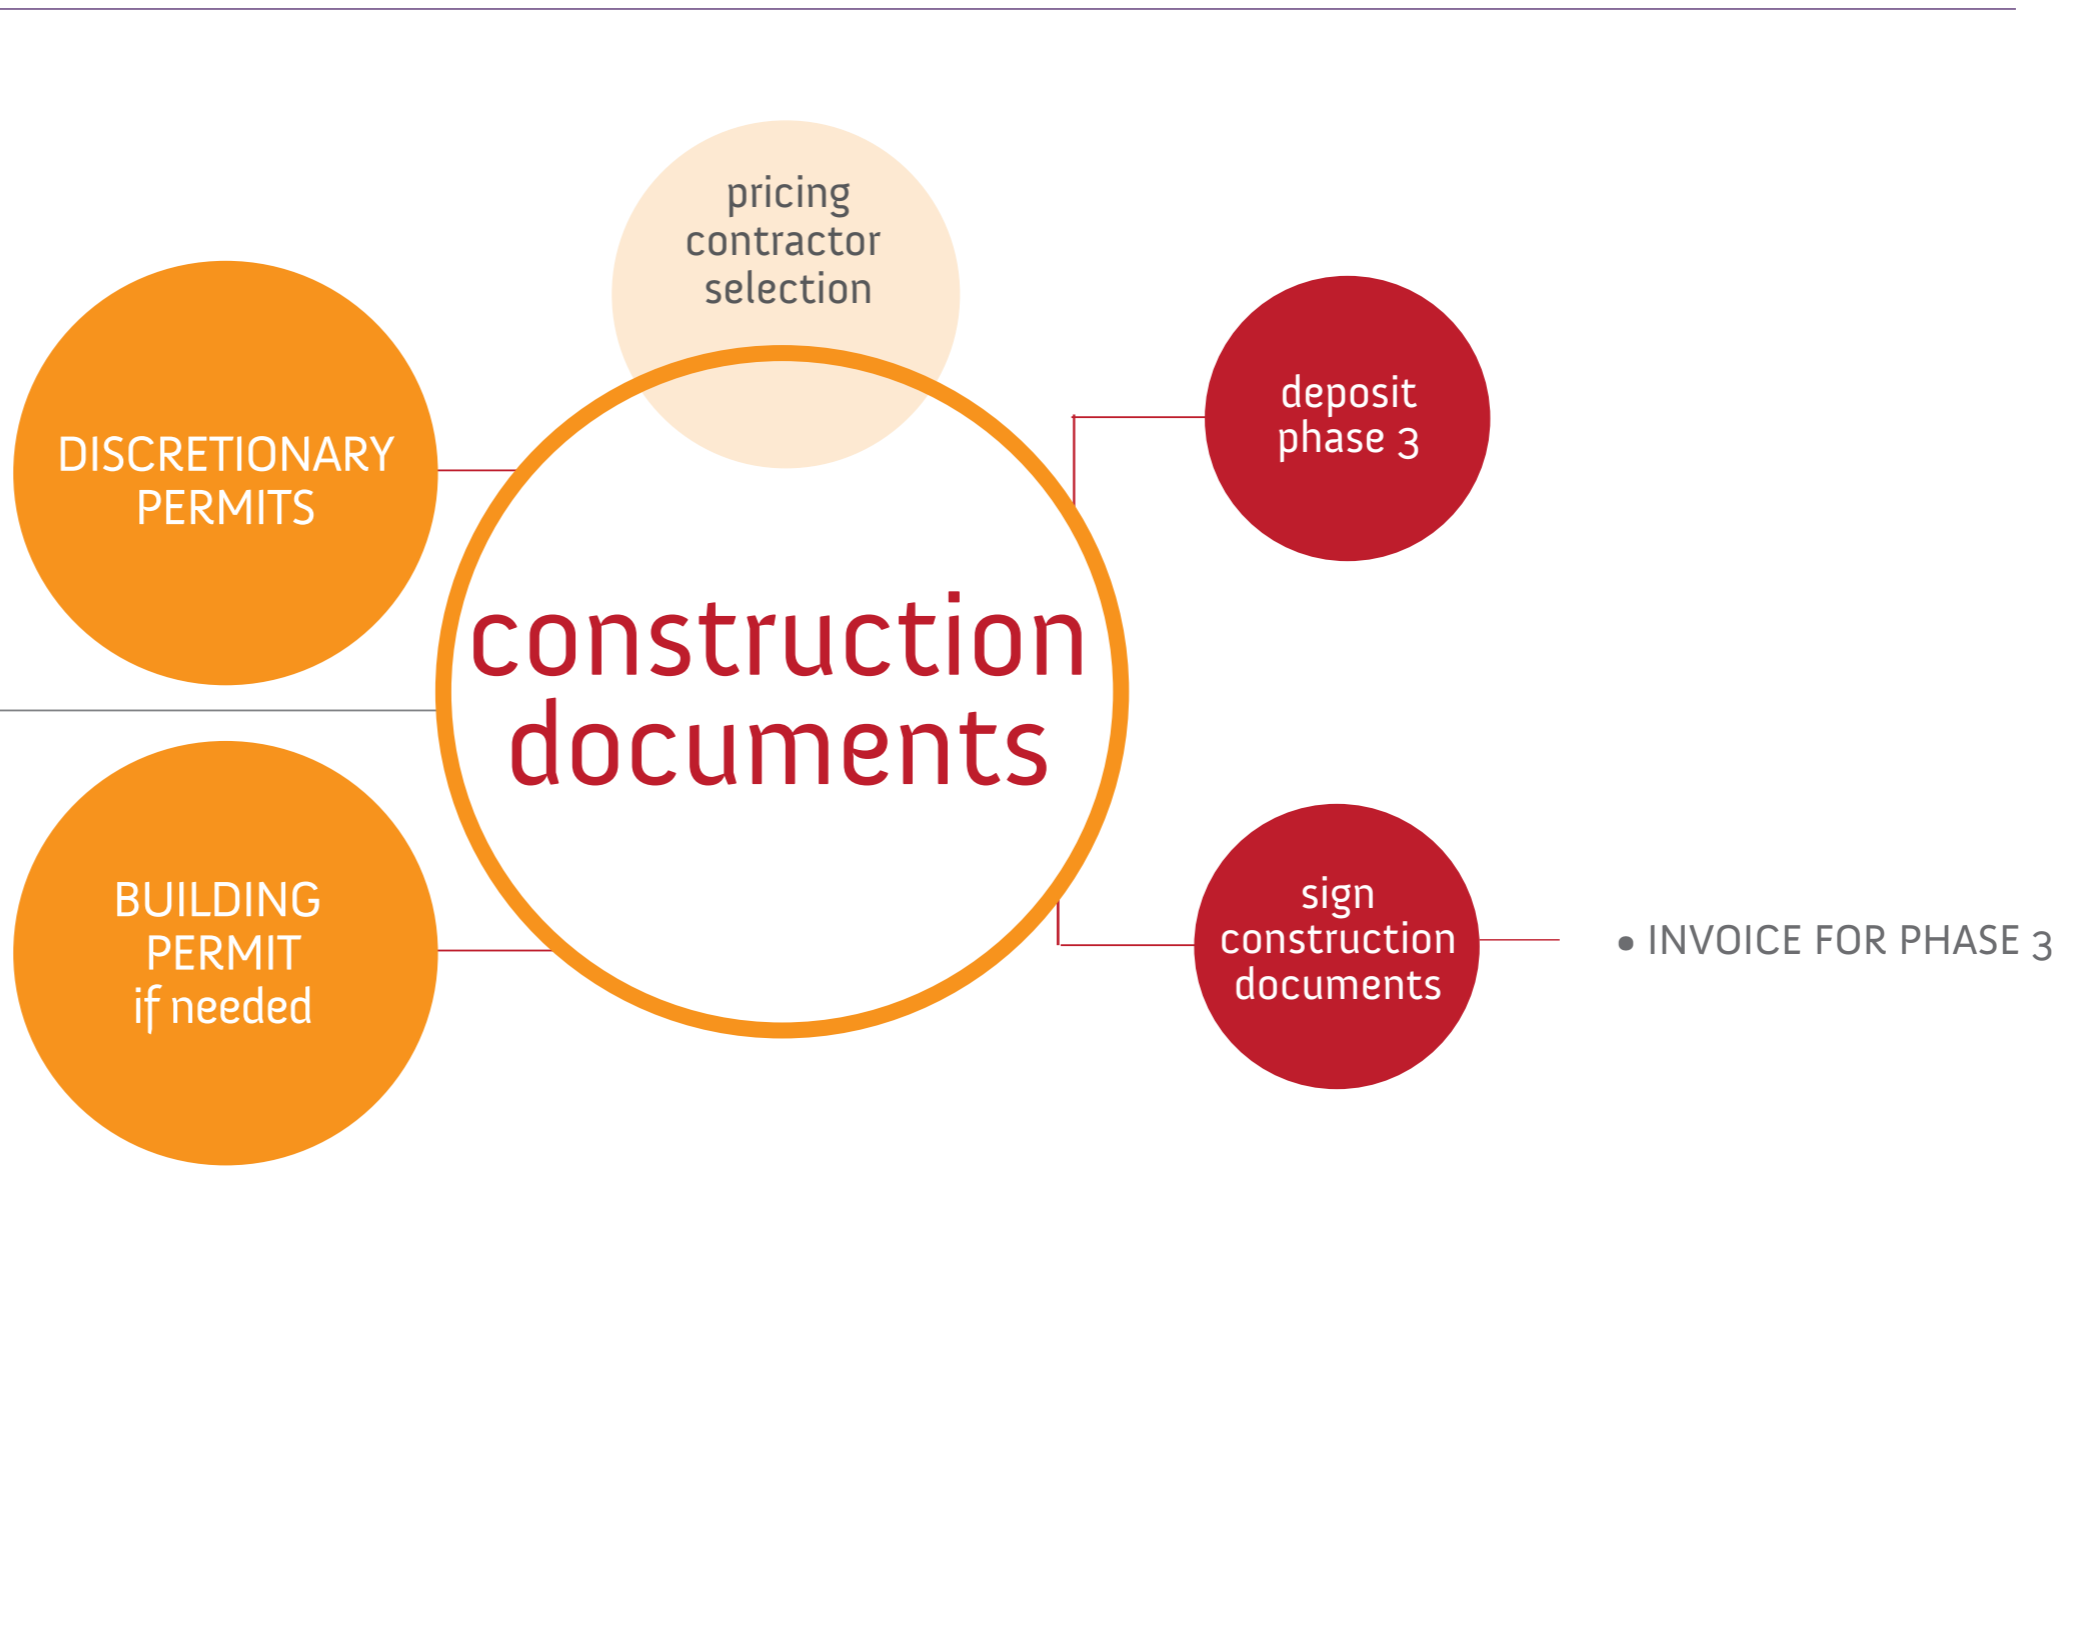 pricing
contractor
selection
DISCRETIONARY
PERMITS
deposit
phase 3
construction
documents
BUILDING
PERMIT
if needed
sign
construction
documents
• INVOICE FOR PHASE 3